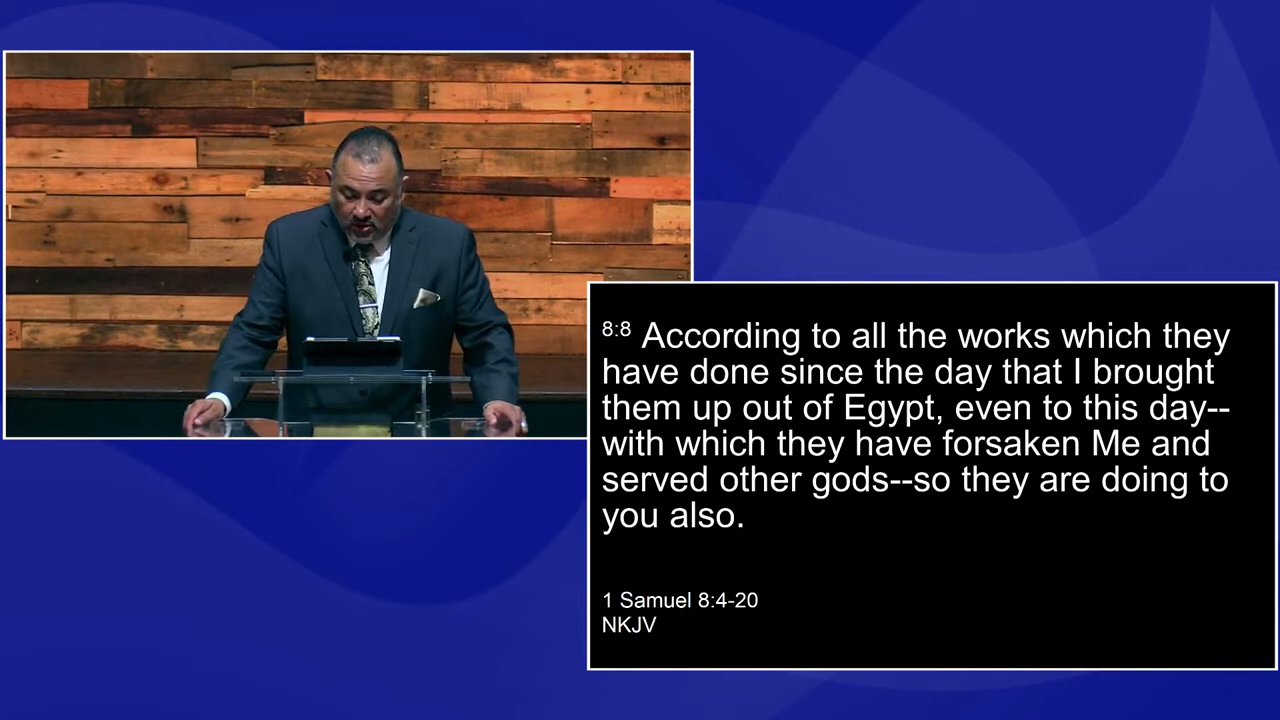 8:8 According to all the works which they
have done since the day that I brought
them up out of Egypt, even to this day--
with which they have forsaken Me and
served other gods--so they are doing to
you also.
1 Samuel 8:4-20
NKJV